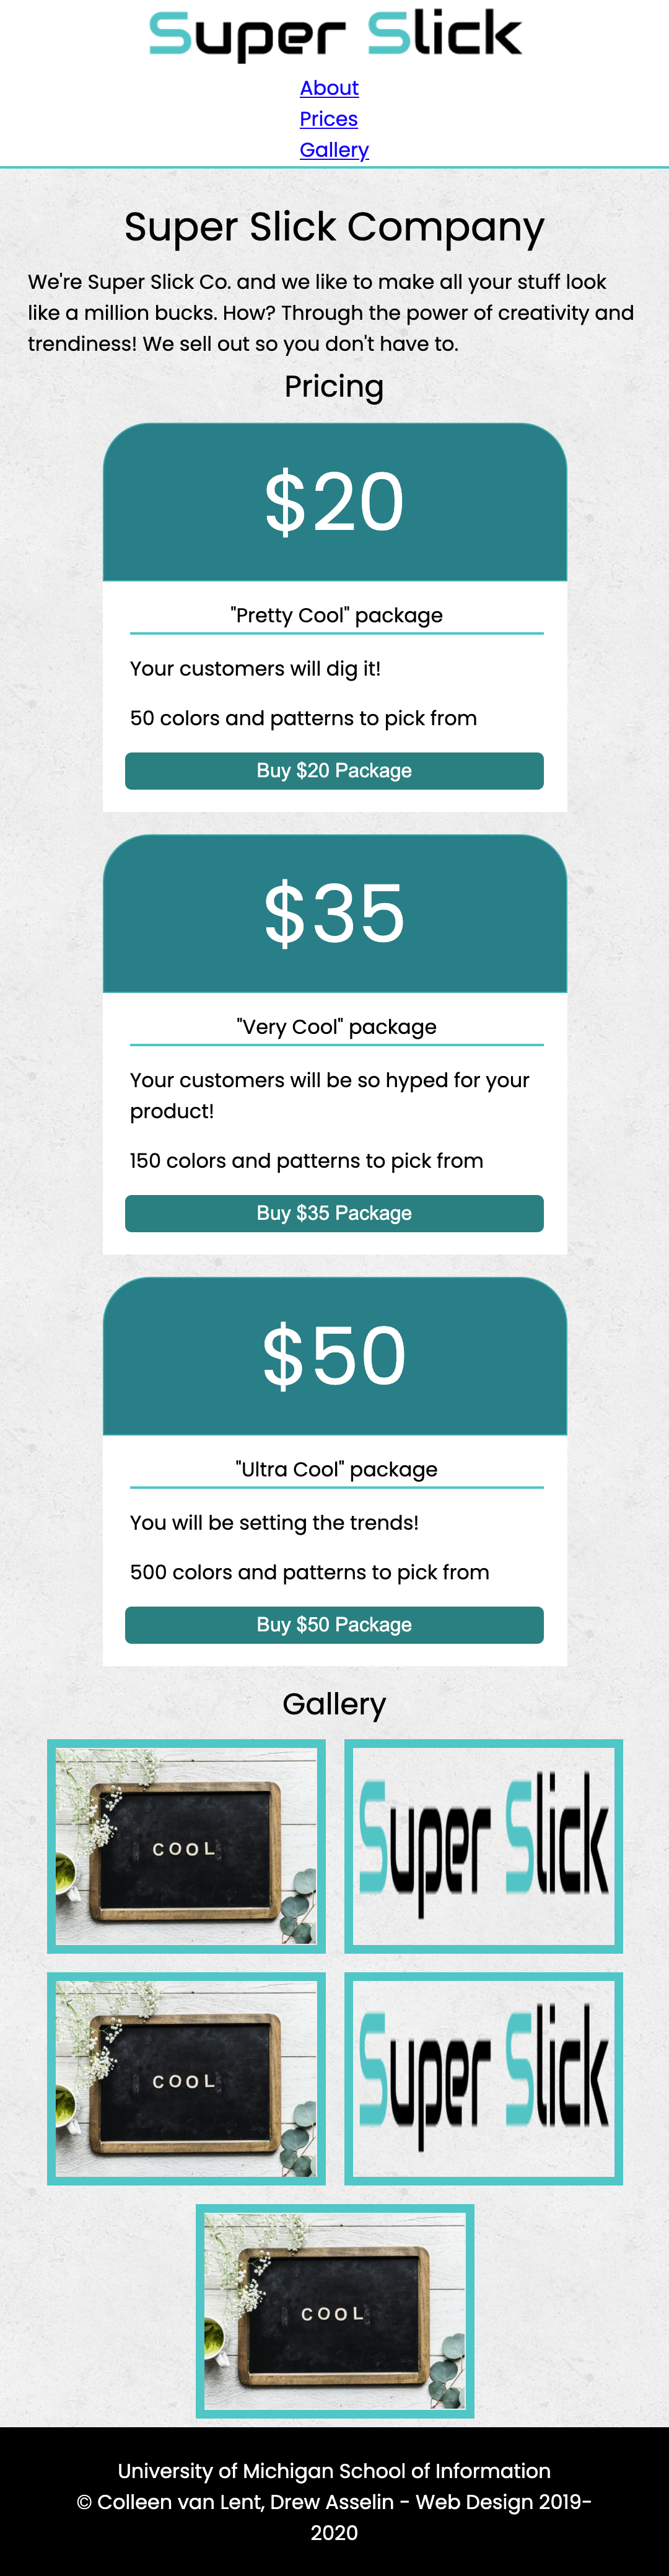 Super Slick
About
Prices
Gallery
Super Slick Company
We're Super Slick Co. and we like to make all your stuff look
like a million bucks. How? Through the power of creativity and
trendiness! We sell out so you don't have to.
Pricing
$20
"Pretty Cool" package
Your customers will dig it!
50 colors and patterns to pick from
Buy $20 Package
$35
"Very Cool" package
Your customers will be so hyped for your
product!
150 colors and patterns to pick from
Buy $35 Package
$50
"Ultra Cool" package
You will be setting the trends!
500 colors and patterns to pick from
Buy $50 Package
Gallery
COOL
Super Slick
COOL
Super Slick
COOL
University of Michigan School of Information
© Colleen van Lent, Drew Asselin - Web Design 2019-
2020